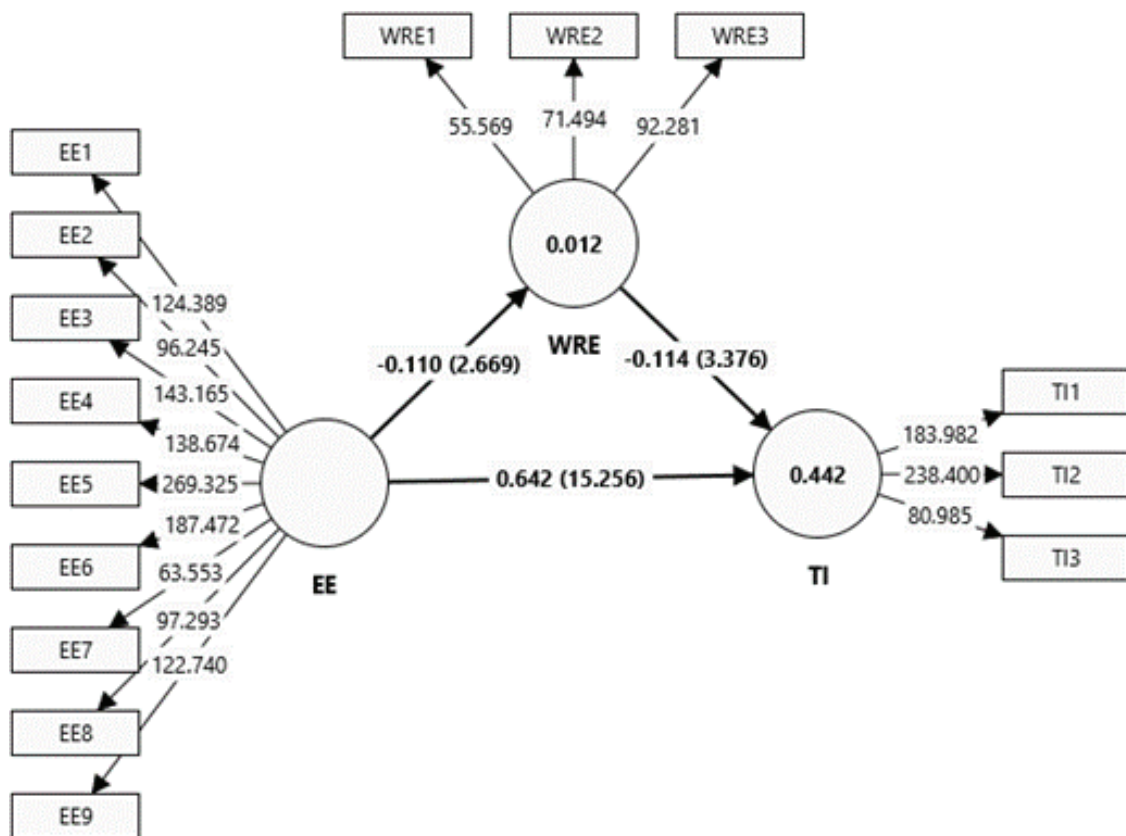 WRE1 WRE2 WRE3
55.569 71.494 92.281
EE1
EE2
EE3
EE4
EE5
EE6
EE7
EE8
EE9
124.389
96.245
143.165
138.674
269.325
187.472
63.553
97.293
122.740
0.012
WRE
-0.110 (2.669)
-0.114 (3.376)
0.642 (15.256)
EE
0.442
TI
183.982
238.400
80.985
TI1
TI2
TI3